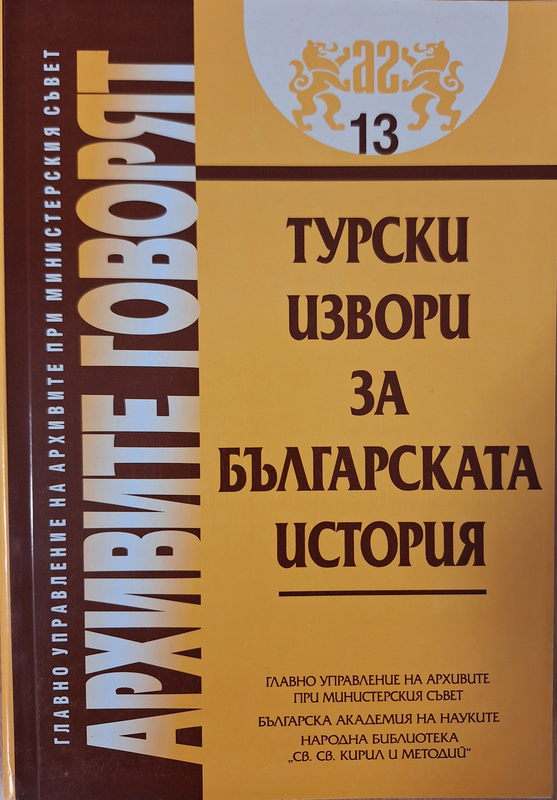 ГЛАВНО УПРАВЛЕНИЕ НА АРХИВИТЕ ПРИ МИНИСТЕРСКИЯ СЪВЕТ
АРХИВИТЕ ГОВОРЯТ
аг
13
ТУРСКИ
ИЗВОРИ
ЗА
БЪЛГАРСКАТА
ИСТОРИЯ
ГЛАВНО УПРАВЛЕНИЕ НА АРХИВИТЕ
ПРИ МИНИСТЕРСКИЯ СЪВЕТ
БЪЛГАРСКА АКАДЕМИЯ НА НАУКИТЕ
НАРОДНА БИБЛИОТЕКА
„СВ. СВ. КИРИЛ И МЕТОДИЙ"